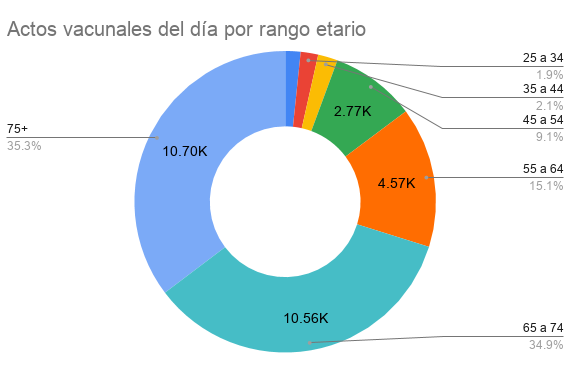 Actos vacunales del día por rango etario
25 a 34
1.9%
35 a 44
2.1%
45 a 54
9.1%
55 a 64
15.1%
65 a 74
34.9%
75+
35.3%
2.77K
4.57K
10.56K
10.70K